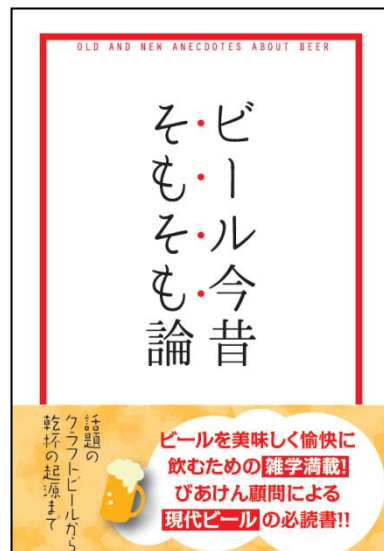 OLD AND NEW ANECDOTES ABOUT BEER
ビール今昔
そもそも論
話題の
クラフトビールから
乾杯の起源まで
ビールを美味しく愉快に
飲むための雑学満載!
びあけん顧問による
現代ビールの必読書!!